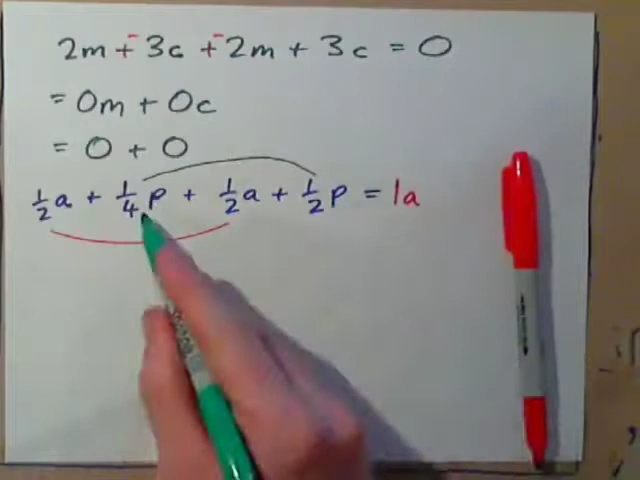 2m + - 3c + - 2m + 3c = 0
= 0m + 0c
= 0 + 0
½a + ¼p + ½a + ½p = 1a